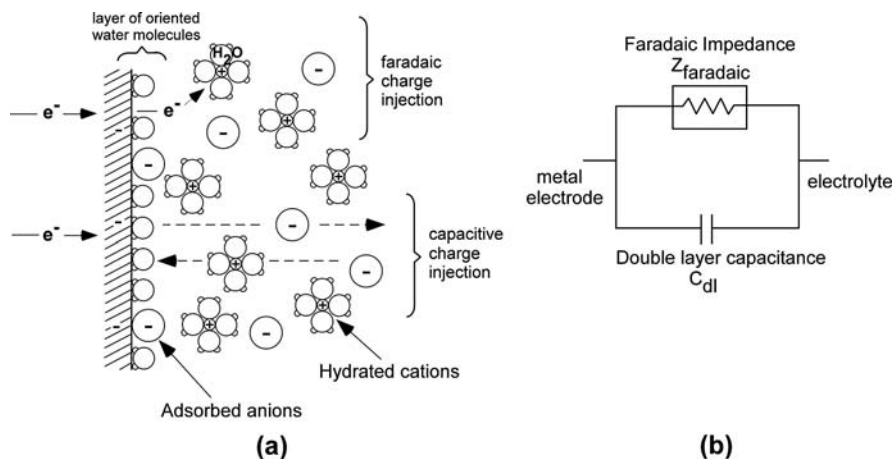 layer of oriented
water molecules
H2O
-
faradaic
charge
injection
e-
e-
+
-
-
+
-
-
+
+
-
-
e-
-
capacitive
charge
injection
+
-
+
+
-
-
-
Hydrated cations
Adsorbed anions
(a)
Faradaic Impedance
Zfaradaic
metal
electrode
electrolyte
Double layer capacitance
Cdl
(b)